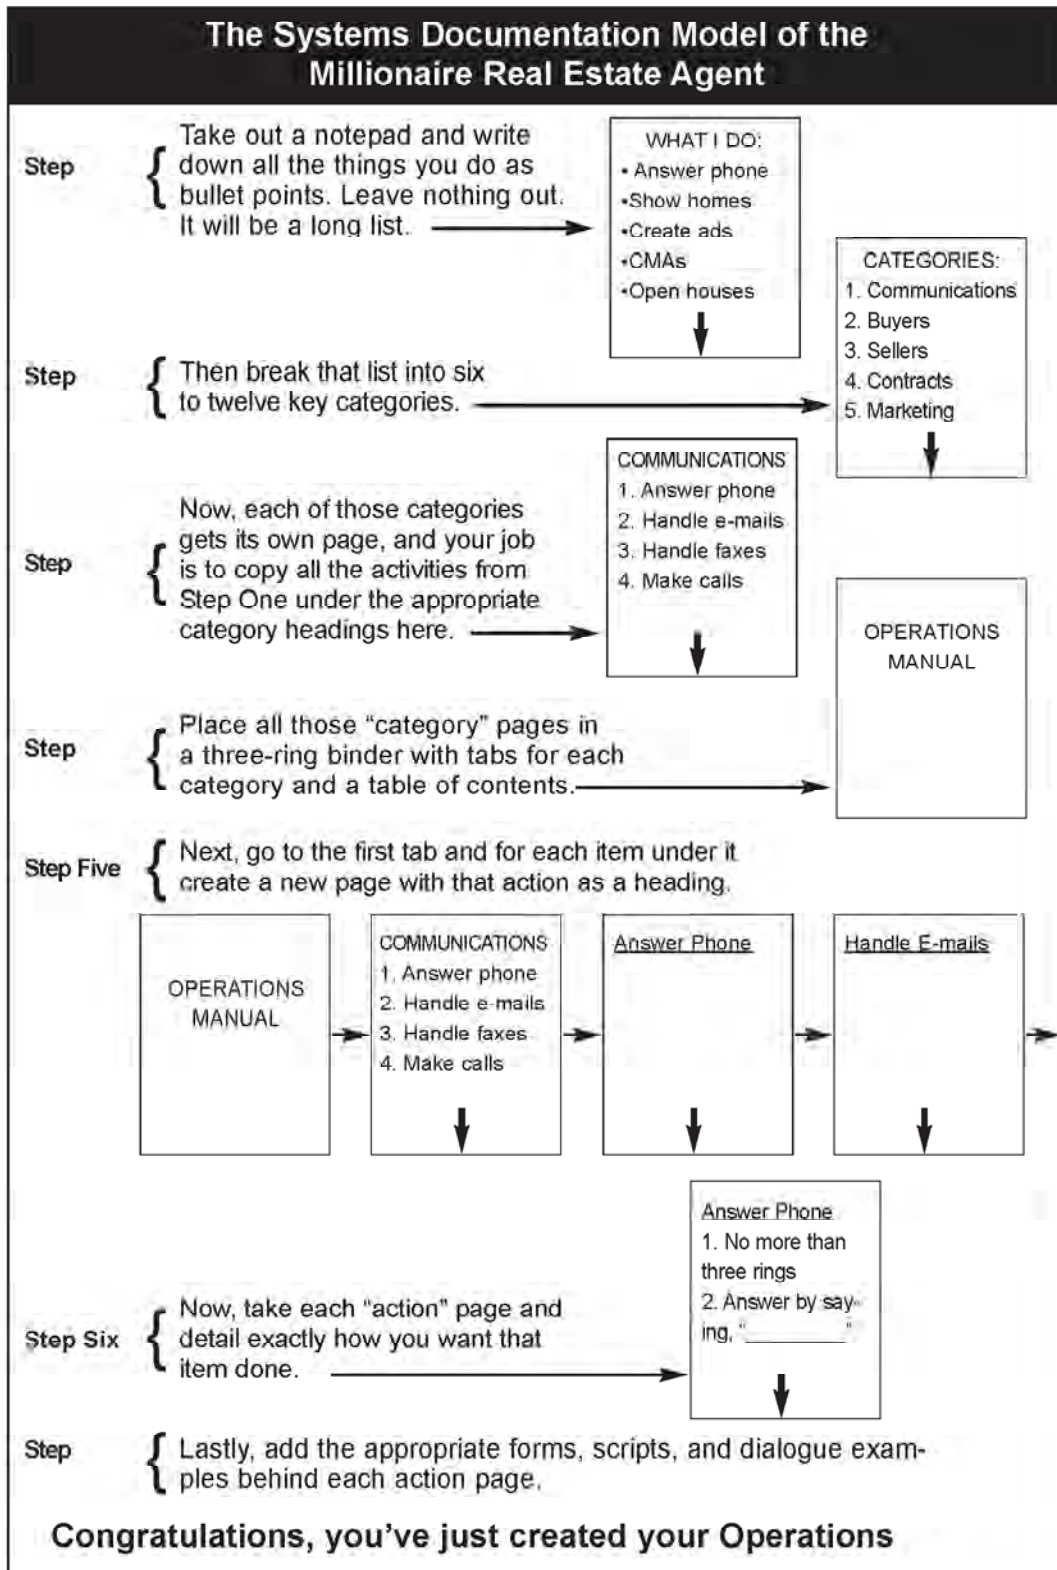 The Systems Documentation Model of the
Millionaire Real Estate Agent
Step
Take out a notepad and write
down all the things you do as
bullet points. Leave nothing out.
It will be a long list.
WHAT I DO:
• Answer phone
•Show homes
•Create ads
•CMAs
•Open houses
Step
Then break that list into six
to twelve key categories.
CATEGORIES:
1. Communications
2. Buyers
3. Sellers
4. Contracts
5. Marketing
Step
Now, each of those categories
gets its own page, and your job
is to copy all the activities from
Step One under the appropriate
category headings here.
COMMUNICATIONS
1. Answer phone
2. Handle e-mails
3. Handle faxes
4. Make calls
Step
Place all those “category” pages in
a three-ring binder with tabs for each
category and a table of contents.
OPERATIONS
MANUAL
Step Five
Next, go to the first tab and for each item under it
create a new page with that action as a heading.
OPERATIONS
MANUAL
COMMUNICATIONS
1. Answer phone
2. Handle e-mails
3. Handle faxes
4. Make calls
Answer Phone
Handle E-mails
Step Six
Now, take each “action” page and
detail exactly how you want that
item done.
Answer Phone
1. No more than
three rings
2. Answer by say-
ing, “__________”
Step
Lastly, add the appropriate forms, scripts, and dialogue exam-
ples behind each action page.
Congratulations, you’ve just created your Operations